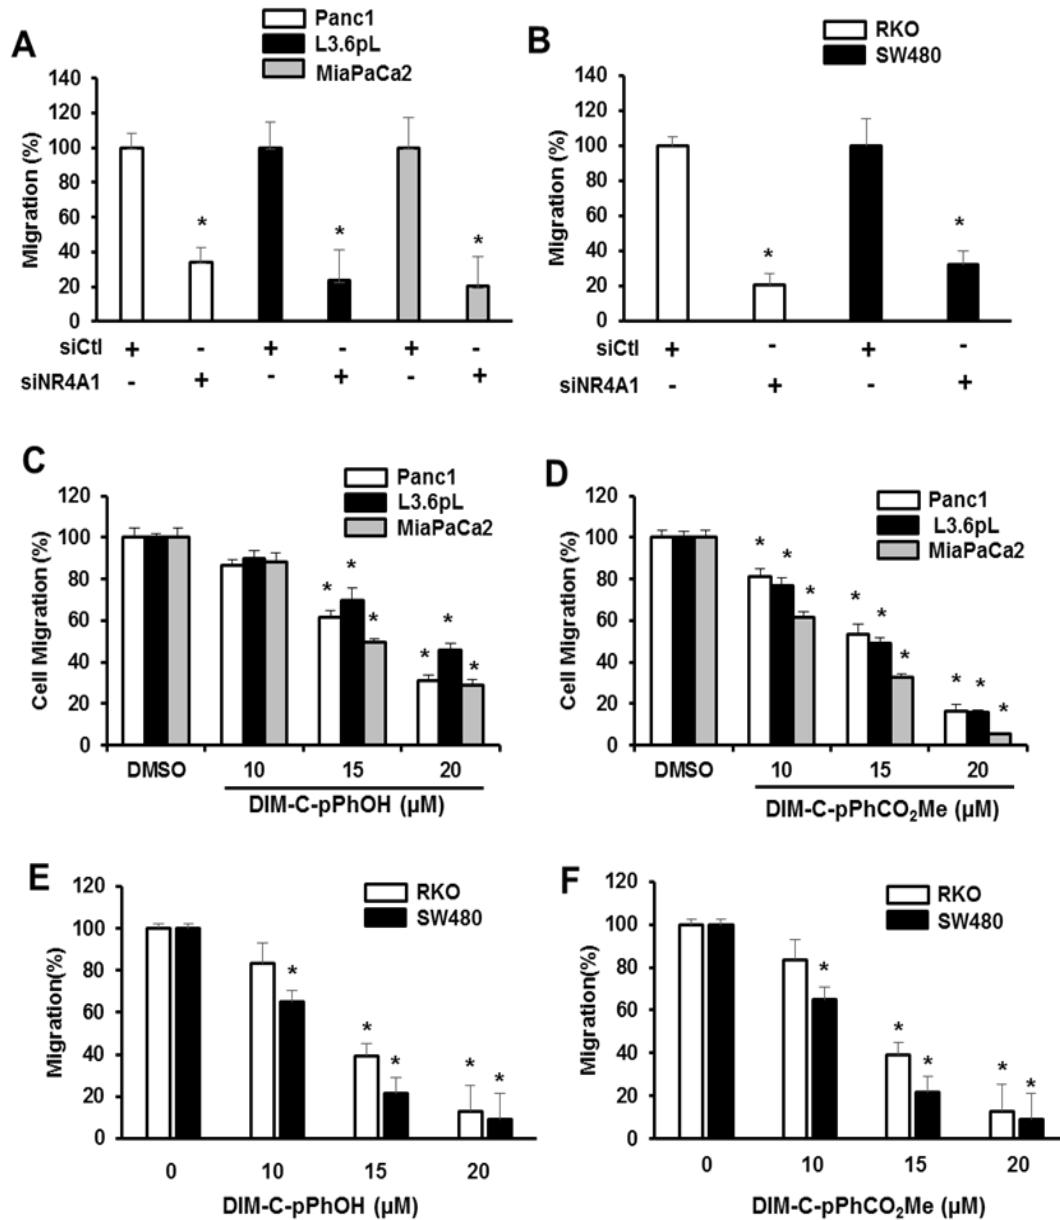 A
Panc1
L3.6pL
MiaPaCa2
Migration (%)
140
120
100
80
60
40
20
0
* * *
siCtl + - + - + -
siNR4A1 - + - + - +
B
RKO
SW480
Migration (%)
140
120
100
80
60
40
20
0
* *
siCtl + - + -
siNR4A1 - + - +
C
Panc1
L3.6pL
MiaPaCa2
Cell Migration (%)
120
100
80
60
40
20
0
* * * * * *
DMSO 10 15 20
DIM-C-pPhOH (µM)
D
Panc1
L3.6pL
MiaPaCa2
Cell Migration (%)
120
100
80
60
40
20
0
* * * * * * * * *
DMSO 10 15 20
DIM-C-pPhCO₂Me (µM)
E
RKO
SW480
Migration(%)
120
100
80
60
40
20
0
* * * * *
0 10 15 20
DIM-C-pPhOH (µM)
F
RKO
SW480
Migration(%)
120
100
80
60
40
20
0
* * * * *
0 10 15 20
DIM-C-pPhCO₂Me (µM)